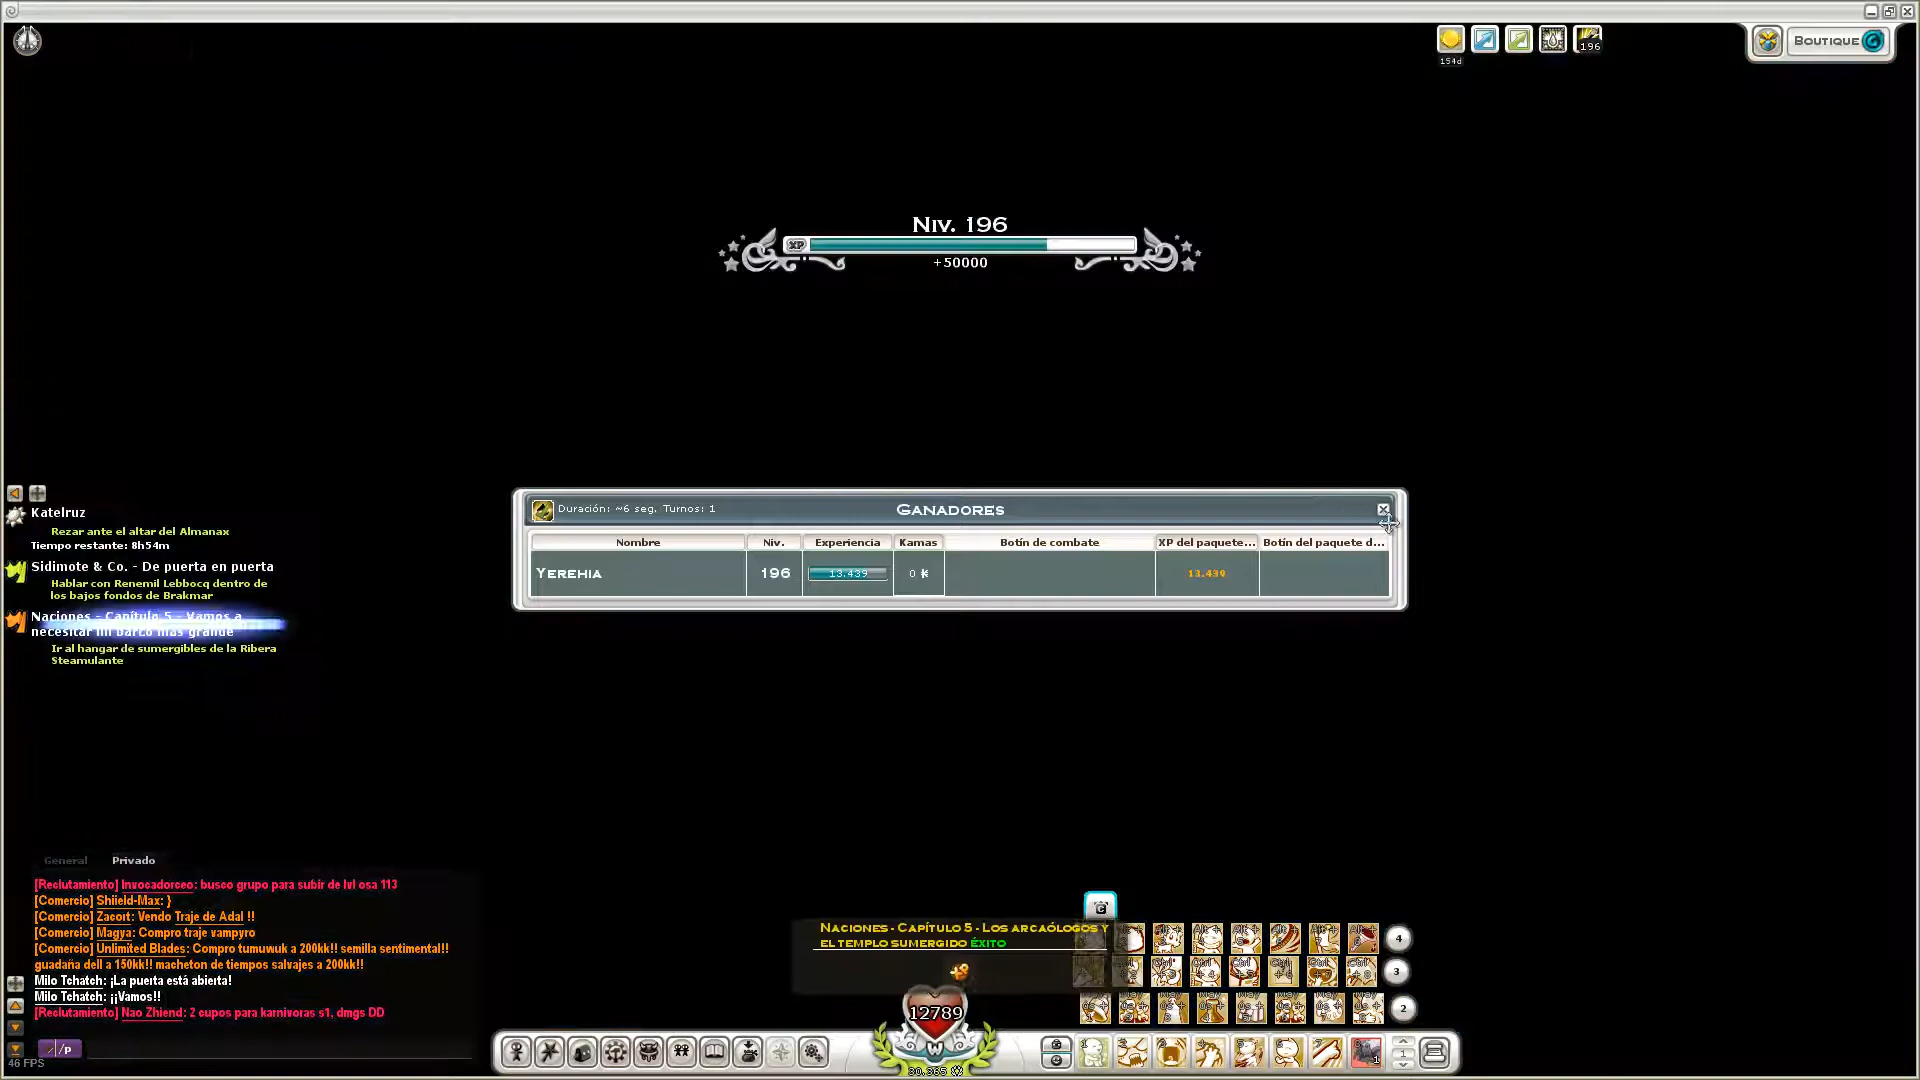 154d
196
Boutique
Niv. 196
XP
+50000
Katelruz
Rezar ante el altar del Almanax
Tiempo restante: 8h54m
Sidimote & Co. - De puerta en puerta
Hablar con Renemil Lebbocq dentro de
los bajos fondos de Brakmar
Naciones - Capítulo 5 - Vamos a
necesitar un barco más grande
Ir al hangar de sumergibles de la Ribera
Steamulante
Duración: ~6 seg. Turnos: 1
Ganadores
Nombre Niv. Experiencia Kamas Botín de combate XP del paquete... Botín del paquete d...
Yerehia 196 13.439 0 13.439
General Privado
[Reclutamiento] Invocadorceo: busco grupo para subir de lvl osa 113
[Comercio] Shiield-Max: }
[Comercio] Zacoit: Vendo Traje de Adal !!
[Comercio] Magya: Compro traje vampyro
[Comercio] Unlimited Blades: Compro tumuwuk a 200kk!! semilla sentimental!!
guadaña dell a 150kk!! macheton de tiempos salvajes a 200kk!!
Milo Tchatch: ¡La puerta está abierta!
Milo Tchatch: ¡¡Vamos!!
[Reclutamiento] Nao Zhiend: 2 cupos para karnivoras s1, dmgs DD
/p
46 FPS
Naciones - Capítulo 5 - Los arcaólogos y
el templo sumergido Éxito
12789
30.365
C
4
3
2
1